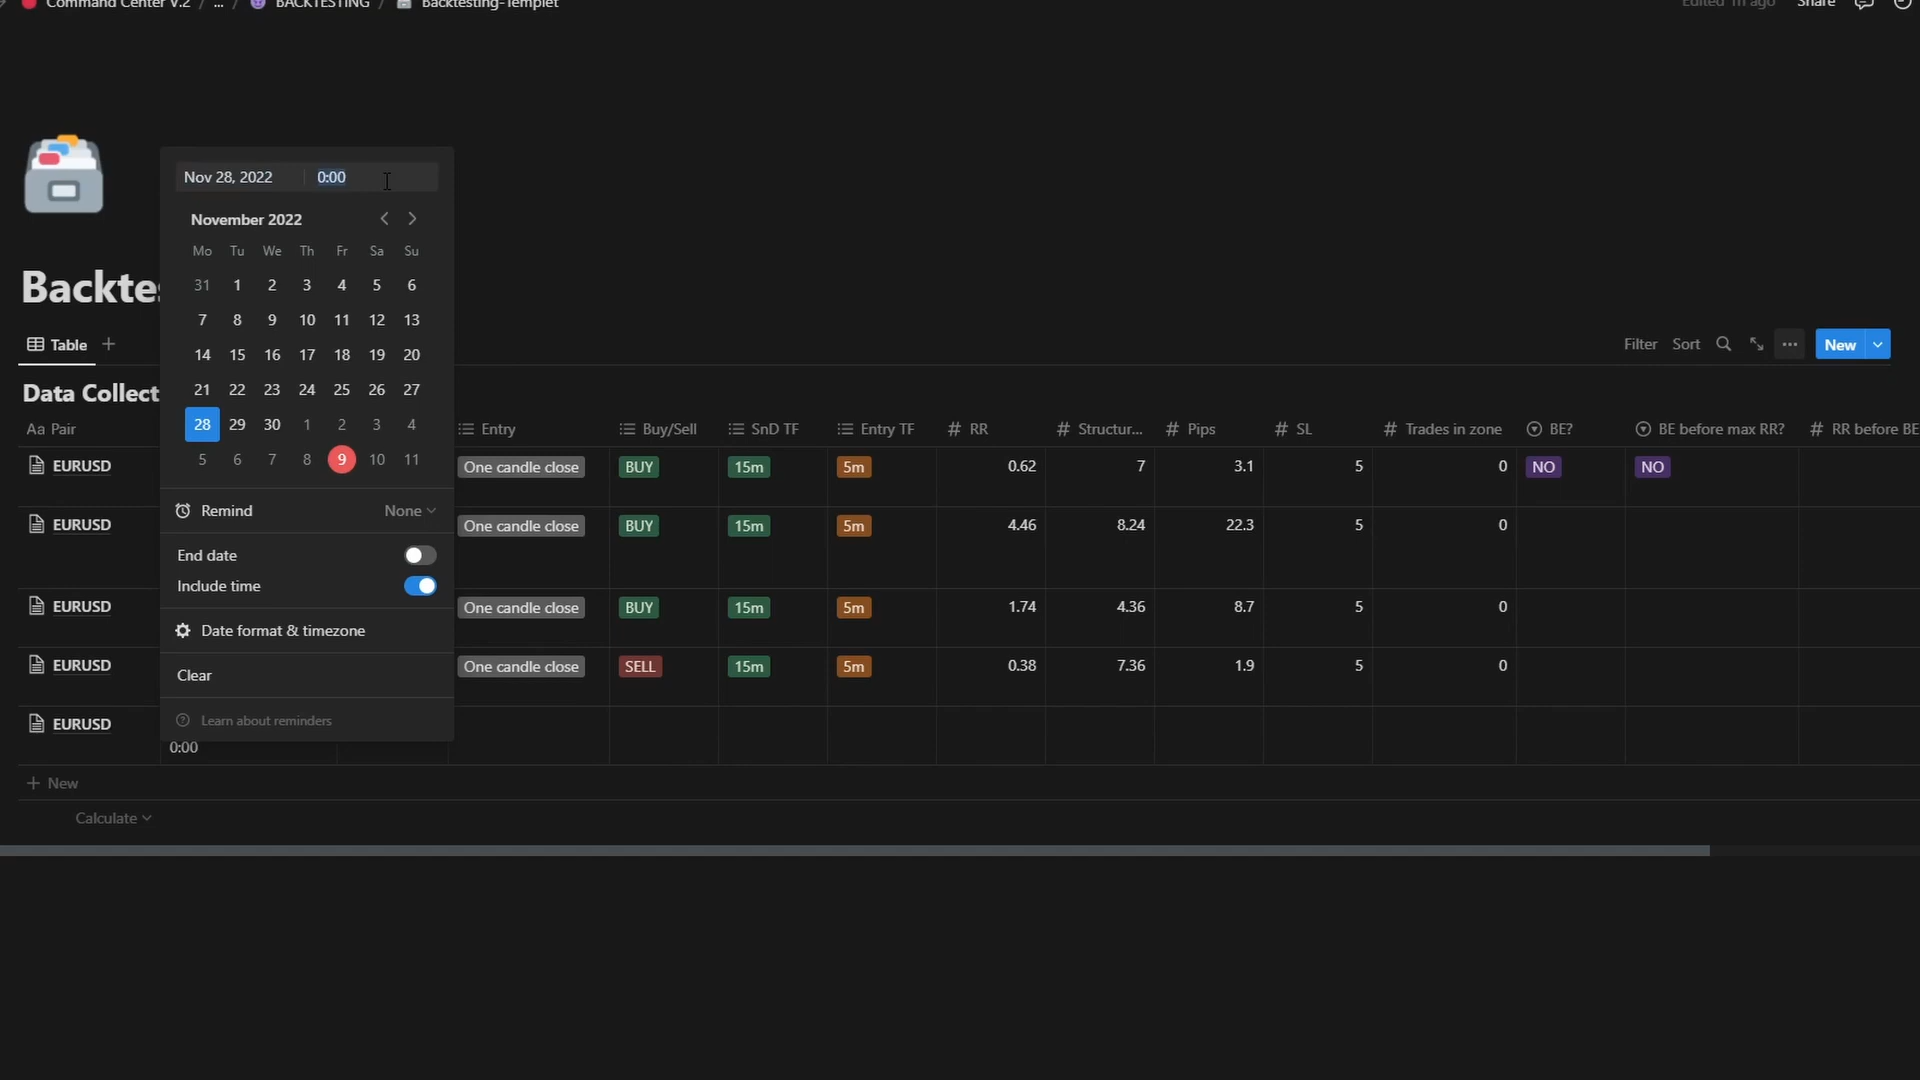 Command Center V.2 / ... / BACKTESTING / Backtesting-Templet
Edited 1h ago Share
Nov 28, 2022 0:00
November 2022
Mo Tu We Th Fr Sa Su
31 1 2 3 4 5 6
7 8 9 10 11 12 13
14 15 16 17 18 19 20
21 22 23 24 25 26 27
28 29 30 1 2 3 4
5 6 7 8 9 10 11
Remind None
End date
Include time
Date format & timezone
Clear
Learn about reminders
Backtes
Table
Filter Sort New
Data Collect
Aa Pair Entry Buy/Sell SnD TF Entry TF # RR # Structur... # Pips # SL # Trades in zone BE? BE before max RR? # RR before BE
EURUSD One candle close BUY 15m 5m 0.62 7 3.1 5 0 NO NO
EURUSD One candle close BUY 15m 5m 4.46 8.24 22.3 5 0
EURUSD One candle close BUY 15m 5m 1.74 4.36 8.7 5 0
EURUSD One candle close SELL 15m 5m 0.38 7.36 1.9 5 0
EURUSD
0:00
+ New
Calculate